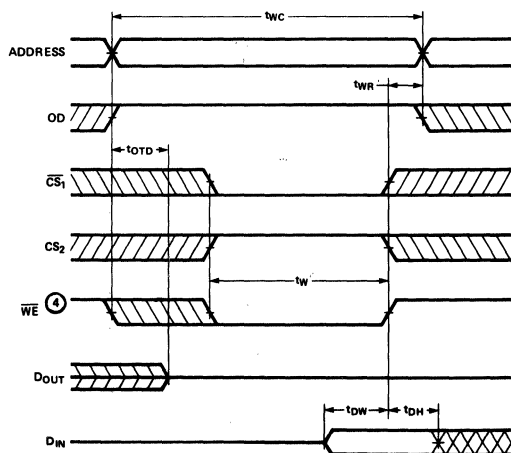 tWC
ADDRESS
tWR
OD
tOTD
CS1
CS2
tW
WE 4
DOUT
tDW
tDH
DIN